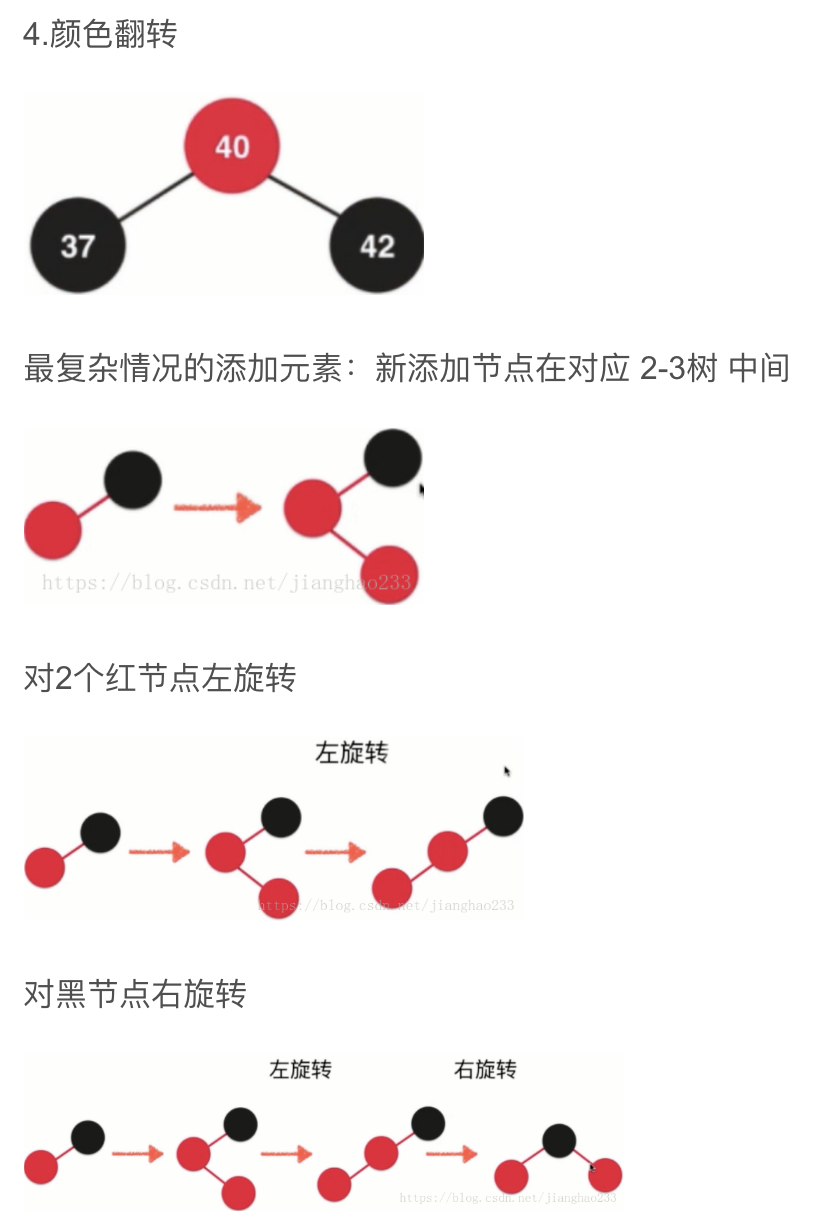 4.颜色翻转
40
37
42
最复杂情况的添加元素：新添加节点在对应 2-3树 中间
https://blog.csdn.net/jianghao233
对2个红节点左旋转
左旋转
https://blog.csdn.net/jianghao233
对黑节点右旋转
左旋转
右旋转
https://blog.csdn.net/jianghao233